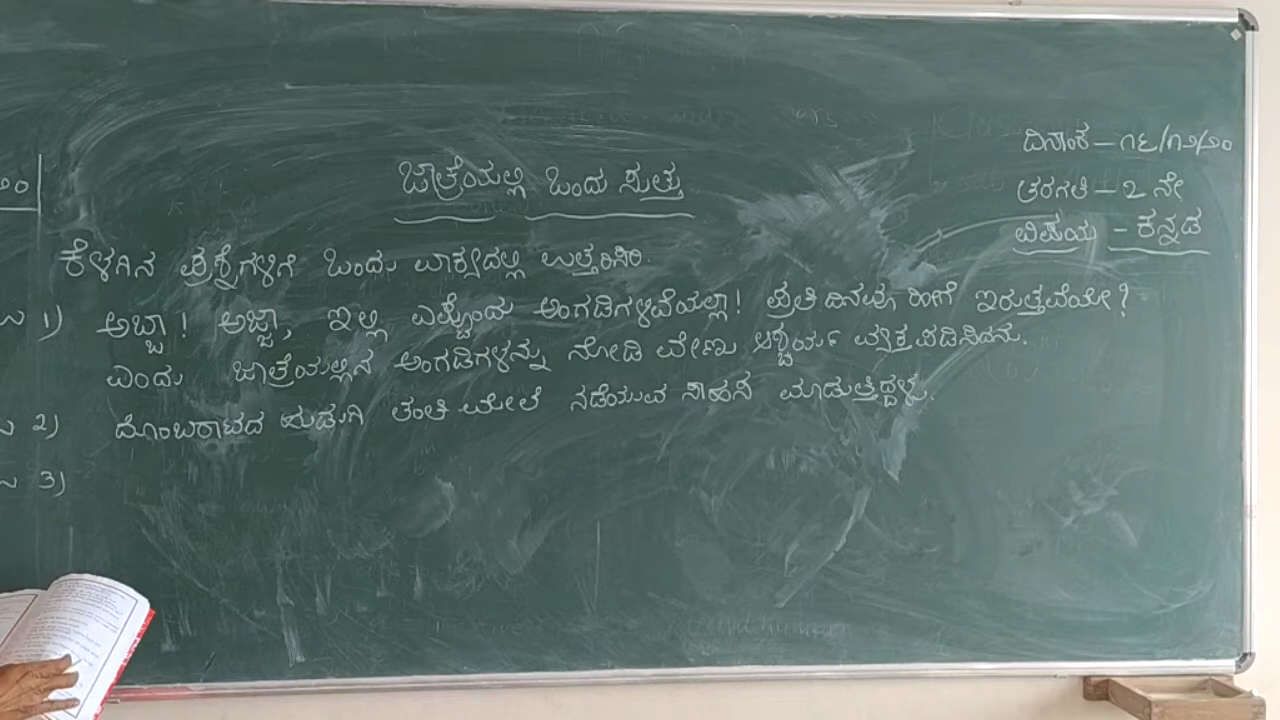 ದಿನಾಂಕ – ೧೬/೧೨/೨೦
ತರಗತಿ – 2 ನೇ
ವಿಷಯ – ಕನ್ನಡ
ಜಾತ್ರೆಯಲ್ಲಿ ಒಂದು ಸುತ್ತು
ಕೆಳಗಿನ ಪ್ರಶ್ನೆಗಳಿಗೆ ಒಂದು ವಾಕ್ಯದಲ್ಲಿ ಉತ್ತರಿಸಿರಿ.
1) ಅಬ್ಬಾ! ಅಜ್ಜಾ, ಇಲ್ಲಿ ಎಷ್ಟೊಂದು ಅಂಗಡಿಗಳಿವೆಯಲ್ಲಾ! ಪ್ರತಿ ದಿನವೂ ಹೀಗೆ ಇರುತ್ತವೆಯೇ?
ಎಂದು ಜಾತ್ರೆಯಲ್ಲಿನ ಅಂಗಡಿಗಳನ್ನು ನೋಡಿ ವೇಣು ಆಶ್ಚರ್ಯ ವ್ಯಕ್ತಪಡಿಸಿದನು.
2) ದೊಂಬರಾಟದ ಹುಡುಗಿ ತಂತಿ ಮೇಲೆ ನಡೆಯುವ ಸಾಹಸ ಮಾಡುತ್ತಿದ್ದಳು.
3)